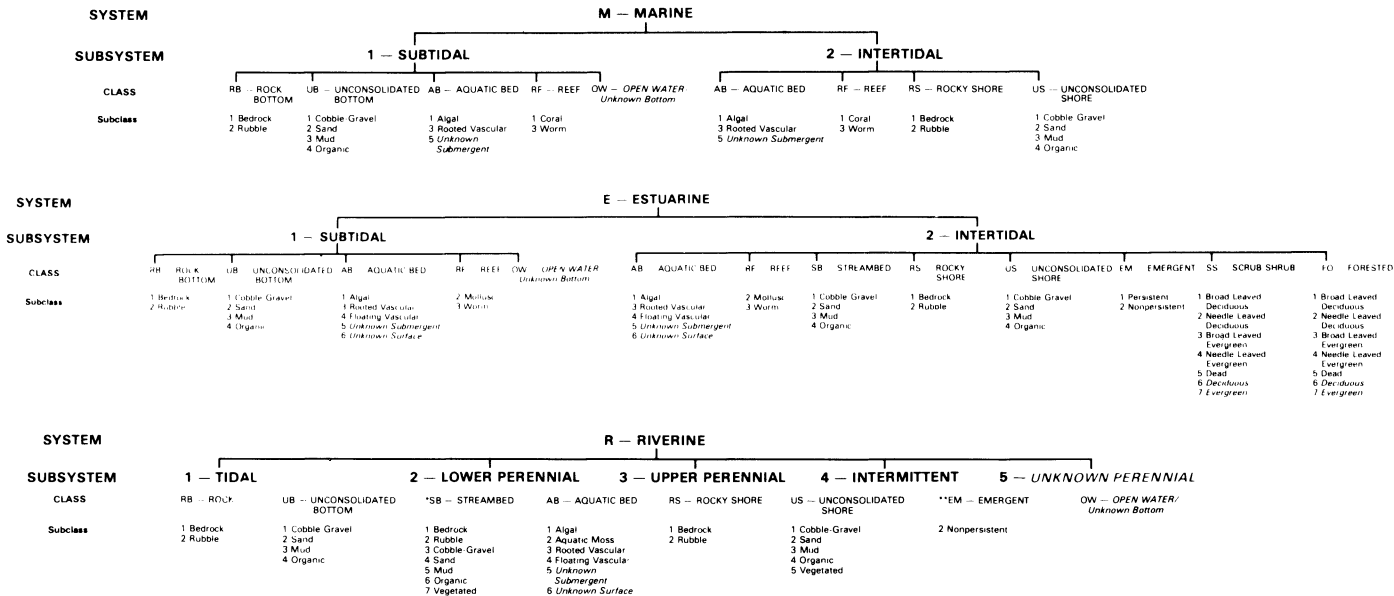 SYSTEM M — MARINE
SUBSYSTEM 1 — SUBTIDAL 2 — INTERTIDAL
CLASS RB — ROCK BOTTOM UB — UNCONSOLIDATED BOTTOM AB — AQUATIC BED RF — REEF OW — OPEN WATER/ Unknown Bottom AB — AQUATIC BED RF — REEF RS — ROCKY SHORE US — UNCONSOLIDATED SHORE
Subclass
1 Bedrock
2 Rubble
1 Cobble-Gravel
2 Sand
3 Mud
4 Organic
1 Algal
3 Rooted Vascular
5 Unknown
Submergent
1 Coral
3 Worm
1 Algal
3 Rooted Vascular
5 Unknown Submergent
1 Coral
3 Worm
1 Bedrock
2 Rubble
1 Cobble-Gravel
2 Sand
3 Mud
4 Organic
SYSTEM E — ESTUARINE
SUBSYSTEM 1 — SUBTIDAL 2 — INTERTIDAL
CLASS RB ROCK BOTTOM UB UNCONSOLIDATED BOTTOM AB AQUATIC BED RF REEF OW OPEN WATER Unknown Bottom AB AQUATIC BED RF REEF SB STREAMBED RS ROCKY SHORE US UNCONSOLIDATED SHORE EM EMERGENT SS SCRUB SHRUB FO FORESTED
Subclass
1 Bedrock
2 Rubble
1 Cobble Gravel
2 Sand
3 Mud
4 Organic
1 Algal
3 Rooted Vascular
4 Floating Vascular
5 Unknown Submergent
6 Unknown Surface
2 Mollusc
3 Worm
1 Algal
3 Rooted Vascular
4 Floating Vascular
5 Unknown Submergent
6 Unknown Surface
2 Mollusc
3 Worm
1 Cobble Gravel
2 Sand
3 Mud
4 Organic
1 Bedrock
2 Rubble
1 Cobble Gravel
2 Sand
3 Mud
4 Organic
1 Persistent
2 Nonpersistent
1 Broad Leaved
Deciduous
2 Needle Leaved
Deciduous
3 Broad Leaved
Evergreen
4 Needle Leaved
Evergreen
5 Dead
6 Deciduous
7 Evergreen
1 Broad Leaved
Deciduous
2 Needle Leaved
Deciduous
3 Broad Leaved
Evergreen
4 Needle Leaved
Evergreen
5 Dead
6 Deciduous
7 Evergreen
SYSTEM R — RIVERINE
SUBSYSTEM 1 — TIDAL 2 — LOWER PERENNIAL 3 — UPPER PERENNIAL 4 — INTERMITTENT 5 — UNKNOWN PERENNIAL
CLASS RB — ROCK UB — UNCONSOLIDATED BOTTOM *SB — STREAMBED AB — AQUATIC BED RS — ROCKY SHORE US — UNCONSOLIDATED SHORE **EM — EMERGENT OW — OPEN WATER/ Unknown Bottom
Subclass
1 Bedrock
2 Rubble
1 Cobble Gravel
2 Sand
3 Mud
4 Organic
1 Bedrock
2 Rubble
3 Cobble-Gravel
4 Sand
5 Mud
6 Organic
7 Vegetated
1 Algal
2 Aquatic Moss
3 Rooted Vascular
4 Floating Vascular
5 Unknown
Submergent
6 Unknown Surface
1 Bedrock
2 Rubble
1 Cobble-Gravel
2 Sand
3 Mud
4 Organic
5 Vegetated
2 Nonpersistent